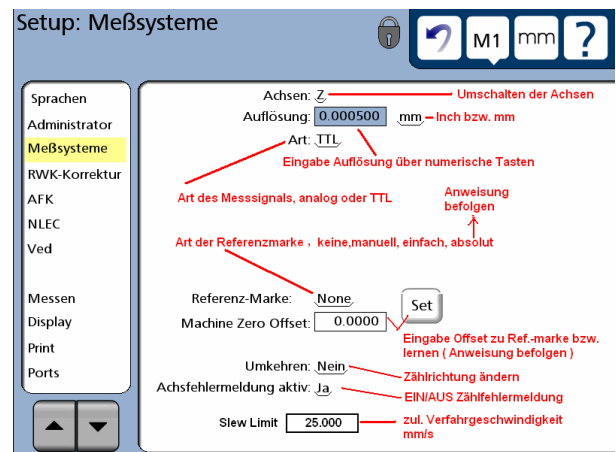 Setup: Meßsysteme
M1 mm ?
Sprachen
Administrator
Meßsysteme
RWK-Korrektur
AFK
NLEC
Ved
Messen
Display
Print
Ports
Achsen: Z
Umschalten der Achsen
Auflösung: 0.000500 mm
Inch bzw. mm
Art: TTL
Eingabe Auflösung über numerische Tasten
Art des Messsignals, analog oder TTL
Anweisung
befolgen
Art der Referenzmarke , keine,manuell, einfach, absolut
Referenz-Marke: None
Set
Machine Zero Offset: 0.0000
Eingabe Offset zu Ref.-marke bzw.
lernen ( Anweisung befolgen )
Umkehren: Nein
Zählrichtung ändern
Achsfehlermeldung aktiv: Ja
EIN/AUS Zählfehlermeldung
Slew Limit 25.000
zul. Verfahrgeschwindigkeit
mm/s